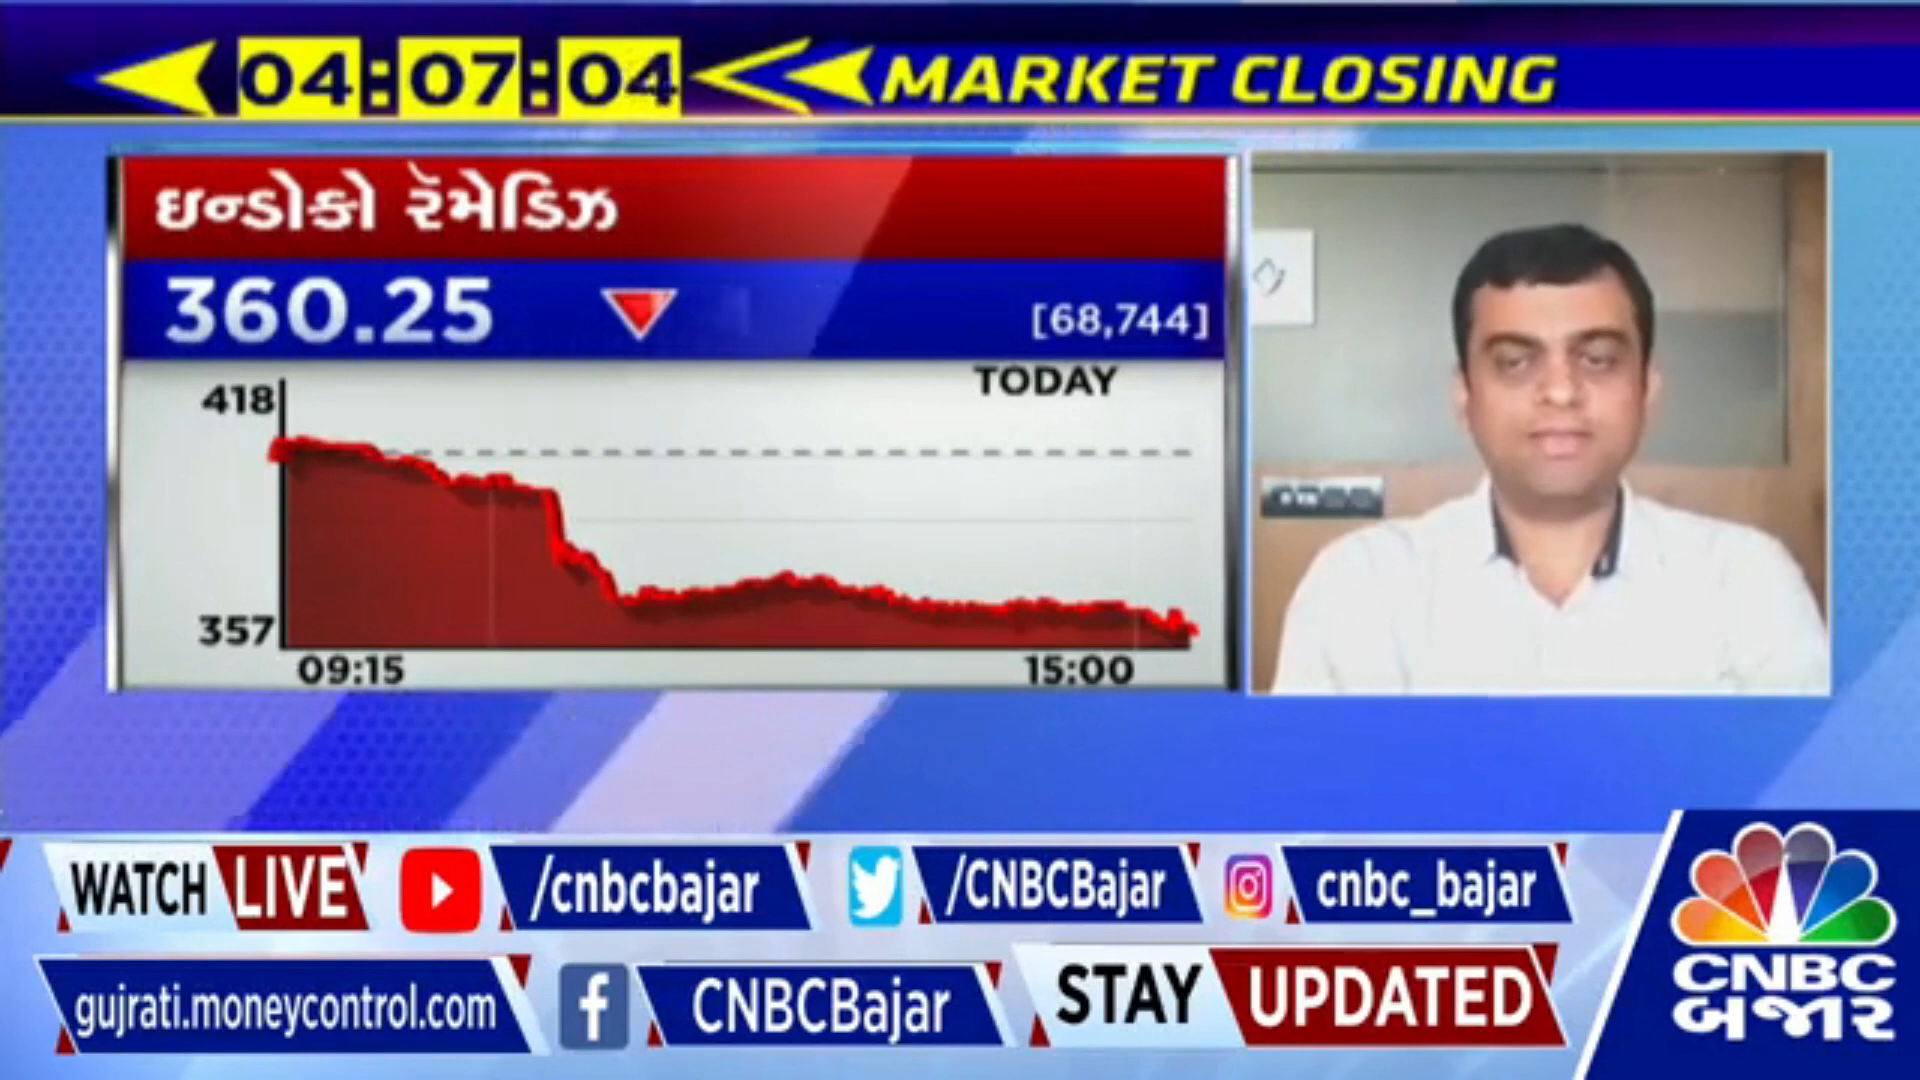 04:07:04 MARKET CLOSING
ઇન્ડોકો રૅમેડિઝ
360.25 [68,744]
TODAY
418
357
09:15 15:00
WATCH LIVE /cnbcbajar /CNBCBajar cnbc_bajar
gujrati.moneycontrol.com CNBCBajar STAY UPDATED
CNBC
બજાર